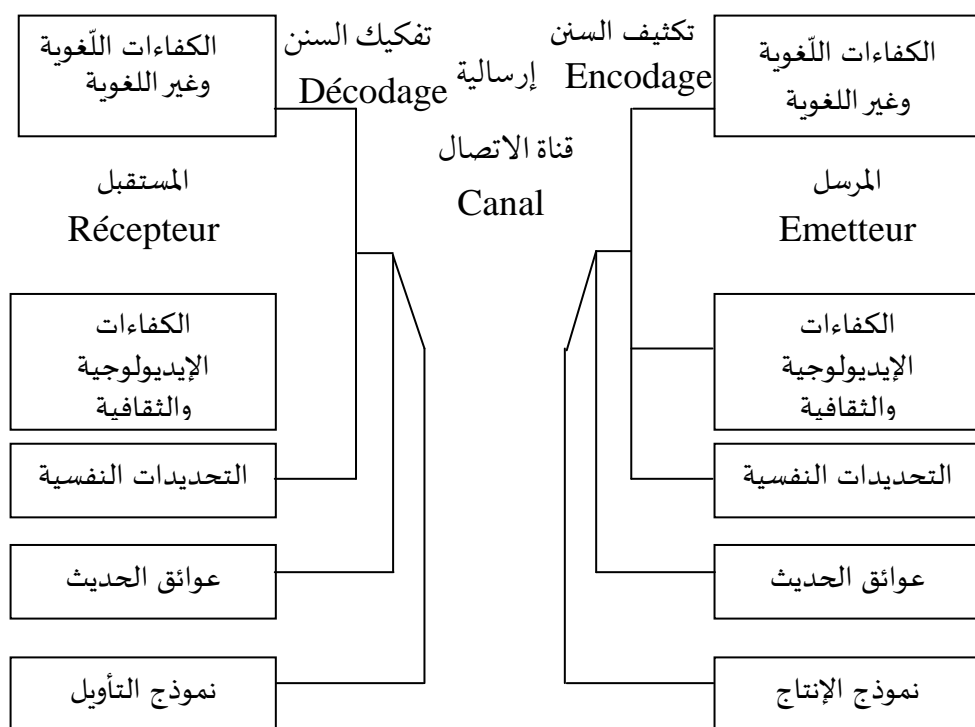 الكفاءات اللّغوية
وغير اللغوية
تكثيف السنن
Encodage
إرسالية
تفكيك السنن
Décodage
الكفاءات اللّغوية
وغير اللغوية
قناة الاتصال
Canal
المرسل
Emetteur
المستقبل
Récepteur
الكفاءات
الإيديولوجية
والثقافية
الكفاءات
الإيديولوجية
والثقافية
التحديدات النفسية
التحديدات النفسية
عوائق الحديث
عوائق الحديث
نموذج الإنتاج
نموذج التأويل